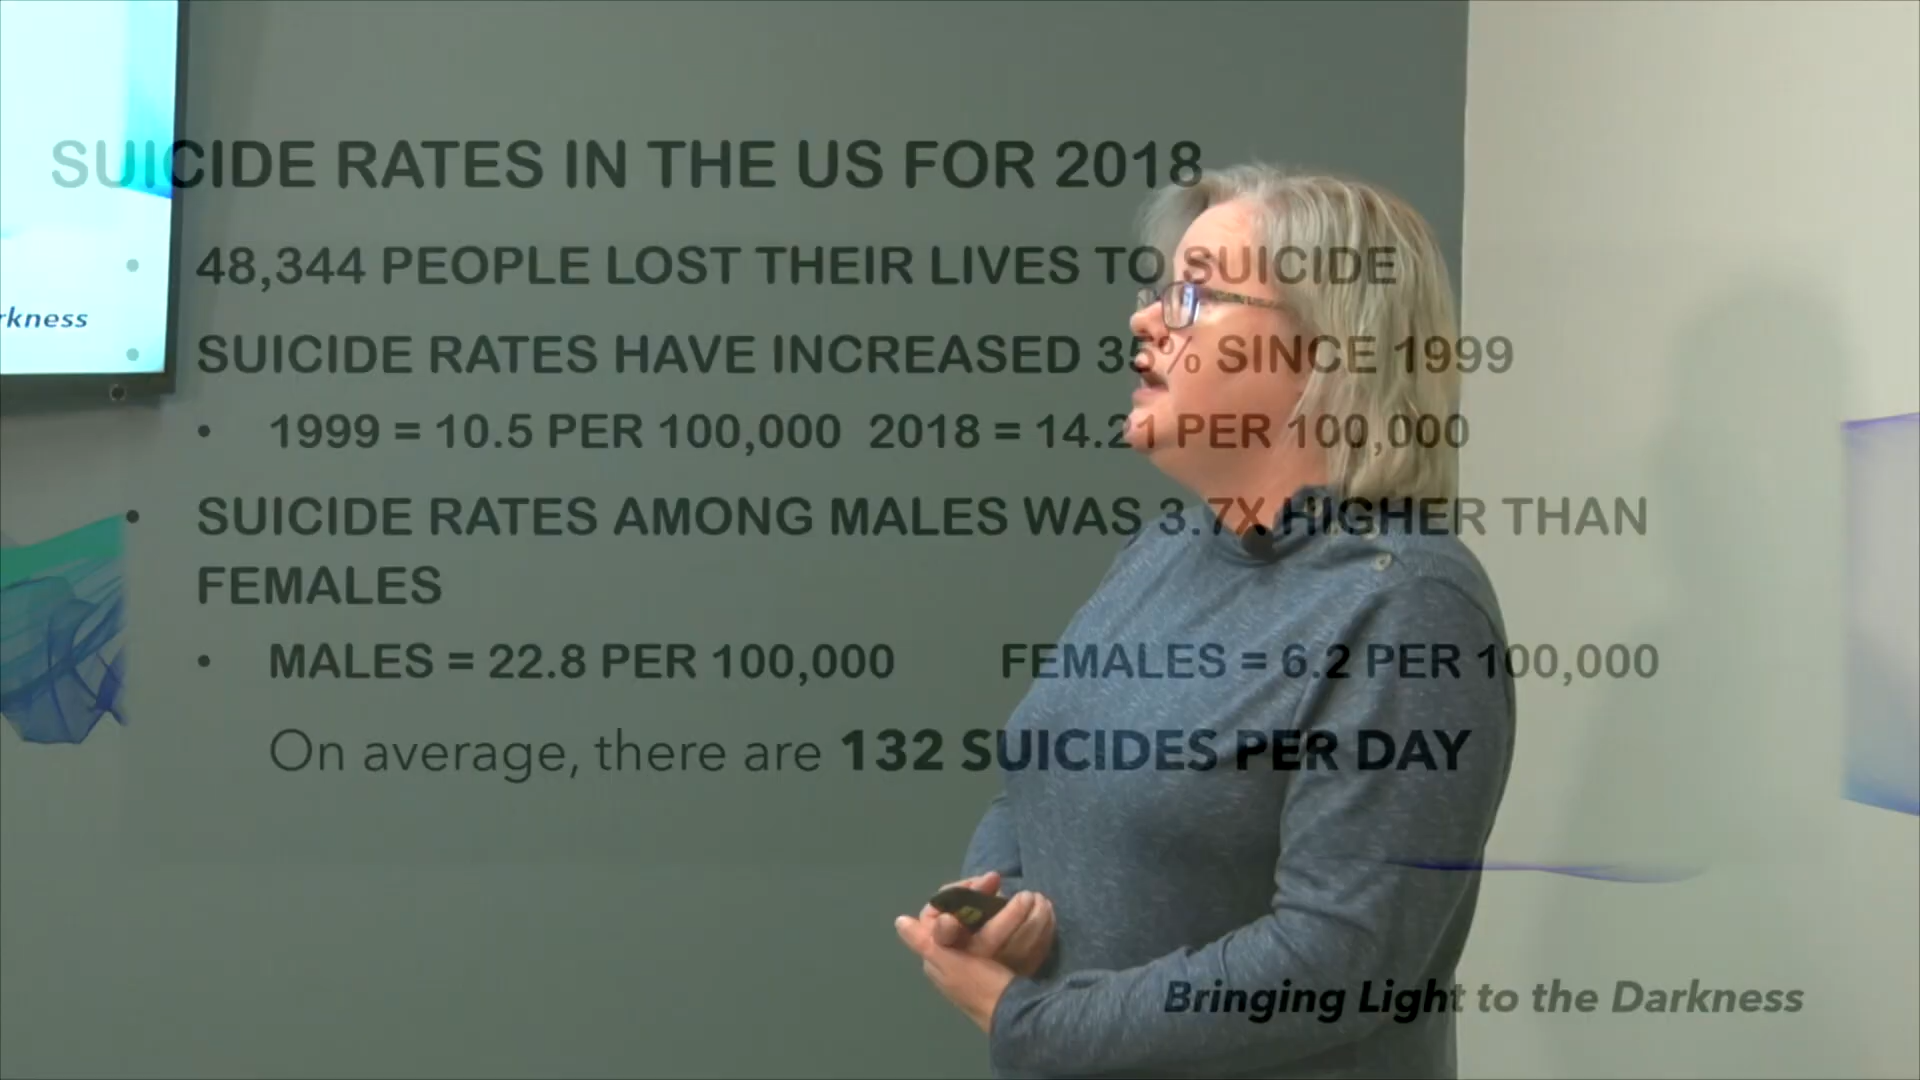 SUICIDE RATES IN THE US FOR 2018
• 48,344 PEOPLE LOST THEIR LIVES TO SUICIDE
rkness
• SUICIDE RATES HAVE INCREASED 35% SINCE 1999
• 1999 = 10.5 PER 100,000 2018 = 14.21 PER 100,000
• SUICIDE RATES AMONG MALES WAS 3.7X HIGHER THAN
FEMALES
• MALES = 22.8 PER 100,000 FEMALES = 6.2 PER 100,000
On average, there are 132 SUICIDES PER DAY
Bringing Light to the Darkness